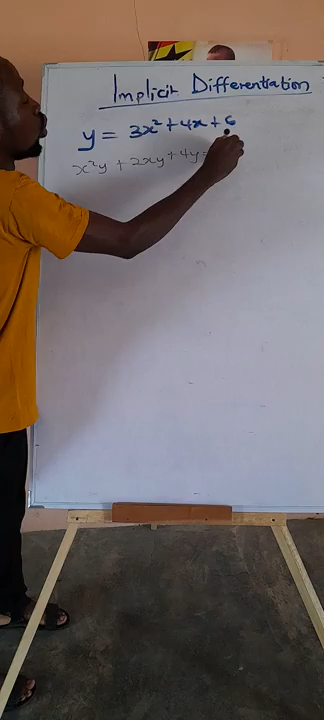 Implicit Differentiation
y = 3x² + 4x + 6
x²y + 2xy + 4y =